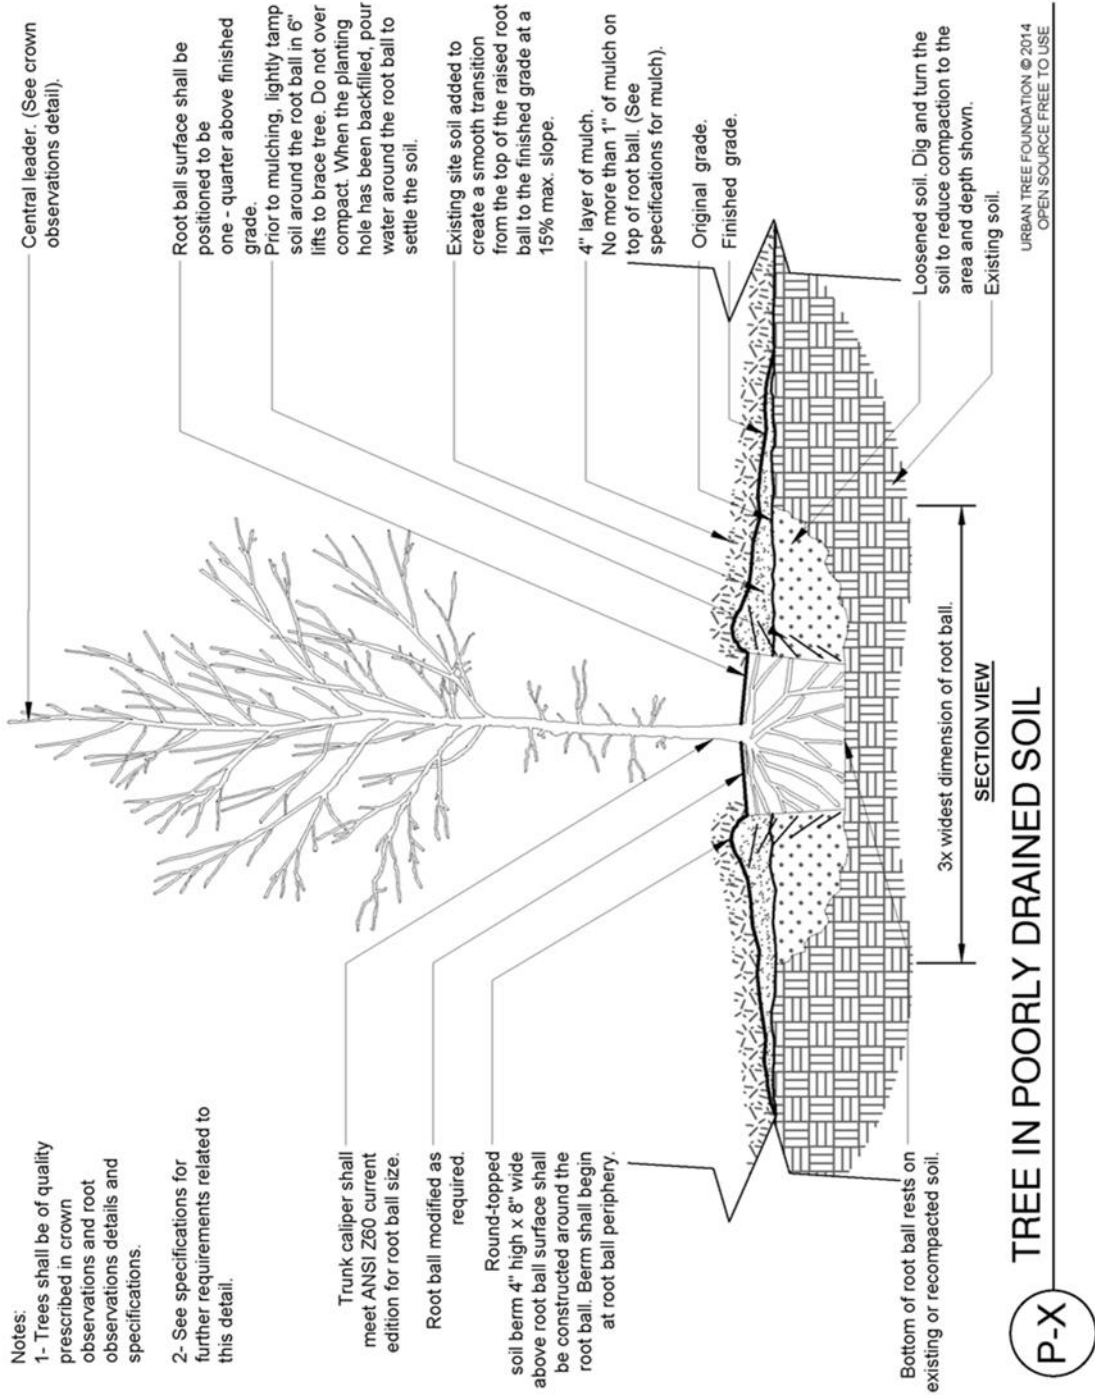 Notes:
1- Trees shall be of quality
prescribed in crown
observations and root
observations details and
specifications.
2- See specifications for
further requirements related to
this detail.
Trunk caliper shall
meet ANSI Z60 current
edition for root ball size.
Root ball modified as
required.
Round-topped
soil berm 4" high x 8" wide
above root ball surface shall
be constructed around the
root ball. Berm shall begin
at root ball periphery.
Bottom of root ball rests on
existing or recompacted soil.
Central leader. (See crown
observations detail).
Root ball surface shall be
positioned to be
one - quarter above finished
grade.
Prior to mulching, lightly tamp
soil around the root ball in 6"
lifts to brace tree. Do not over
compact. When the planting
hole has been backfilled, pour
water around the root ball to
settle the soil.
Existing site soil added to
create a smooth transition
from the top of the raised root
ball to the finished grade at a
15% max. slope.
4" layer of mulch.
No more than 1" of mulch on
top of root ball. (See
specifications for mulch).
Original grade.
Finished grade.
Loosened soil. Dig and turn the
soil to reduce compaction to the
area and depth shown.
Existing soil.
3x widest dimension of root ball.
SECTION VIEW
P-X
TREE IN POORLY DRAINED SOIL
URBAN TREE FOUNDATION © 2014
OPEN SOURCE FREE TO USE